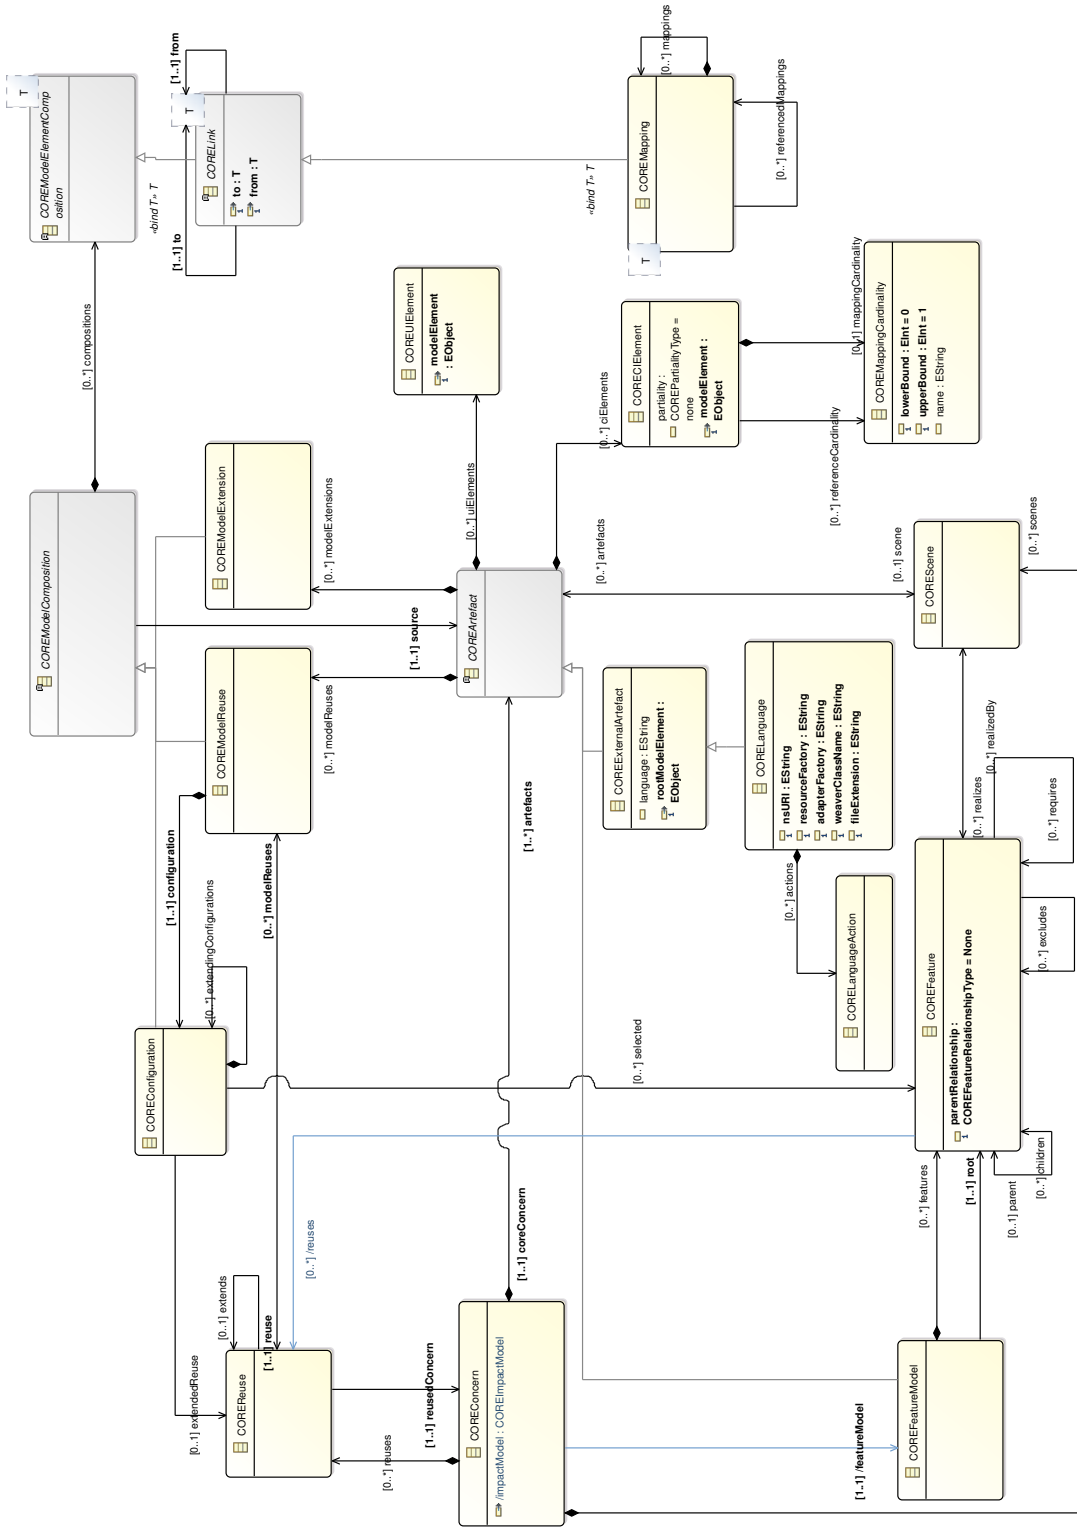 T
COREModelElementComp
osition
«bind T» T
[1..1] from
T
CORELink
to : T
from : T
[1..1] to
«bind T» T
[0..*] mappings
COREMapping
T
[0..*] referencedMappings
[0..*] compositions
COREUIElement
modelElement
: EObject
CORECIElement
partiality :
COREPartialityType =
none
modelElement :
EObject
[0..1] mappingCardinality
COREMappingCardinality
lowerBound : EInt = 0
upperBound : EInt = 1
name : EString
[0..*] referenceCardinality
[0..*] ciElements
[0..*] uiElements
COREModelComposition
COREModelExtension
[0..*] modelExtensions
[1..1] source
COREArtefact
[0..*] artefacts
[0..1] scene
COREScene
[0..*] scenes
COREModelReuse
[0..*] modelReuses
COREExternalArtefact
language : EString
rootModelElement :
EObject
CORELanguage
nsURI : EString
resourceFactory : EString
adapterFactory : EString
weaverClassName : EString
fileExtension : EString
[0..*] actions
CORELanguageAction
[0..*] realizes
[0..*] realizedBy
[0..*] requires
[0..*] excludes
[1..1] configuration
[0..*] extendingConfigurations
[0..*] modelReuses
[1..*] artefacts
COREConfiguration
[0..*] selected
COREFeature
parentRelationship :
COREFeatureRelationshipType = None
[0..*] features
[1..1] root
[0..1] parent
[0..*] children
[0..*] /reuses
[1..1] coreConcern
[0..1] extendedReuse
[0..1] extends
[1..1] reuse
COREReuse
[0..*] reuses
[1..1] reusedConcern
COREConcern
/impactModel : COREImpactModel
[1..1] /featureModel
COREFeatureModel